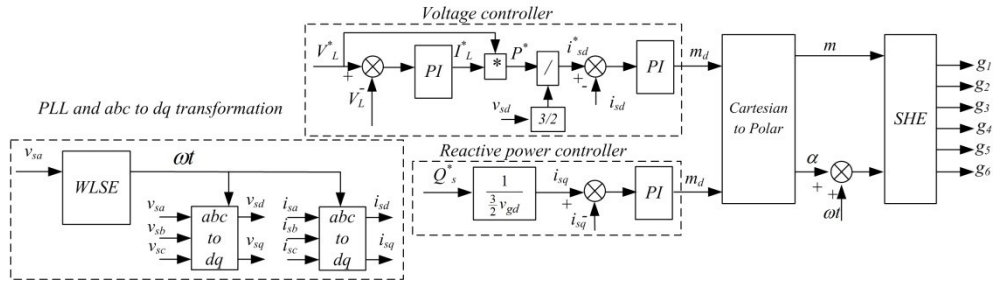 Voltage controller
V*L
+
-
VL
PI
I*L
*
P*
/
vsd
3/2
i*sd
+
-
isd
PI
md
Cartesian
to Polar
m
α
+
+
ωt
SHE
g1
g2
g3
g4
g5
g6
Reactive power controller
Q*s
1
3/2 vgd
isq
+
-
isq
PI
md
PLL and abc to dq transformation
vsa
WLSE
ωt
vsa
vsb
vsc
abc
to
dq
vsd
vsq
isa
isb
isc
abc
to
dq
isd
isq